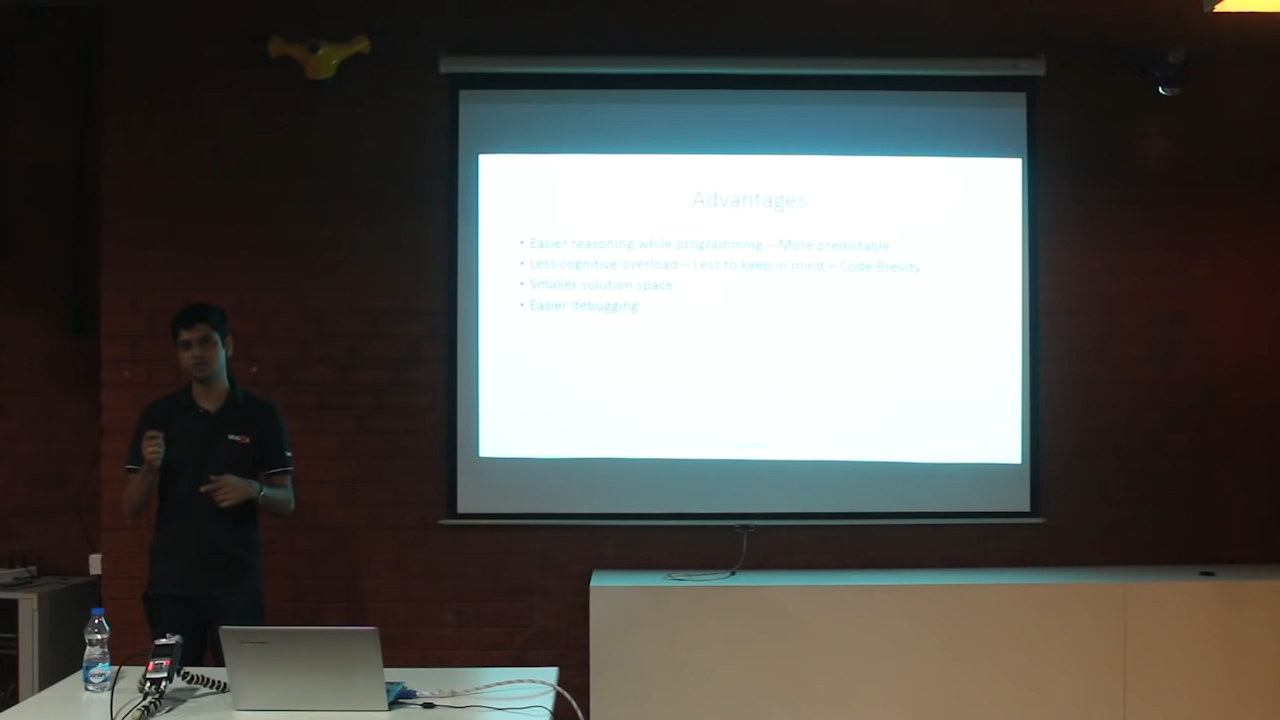 Advantages
• Easier reasoning while programming – More predictable
• Less cognitive overload – Less to keep in mind – Code Brevity
• Smaller solution space
• Easier debugging